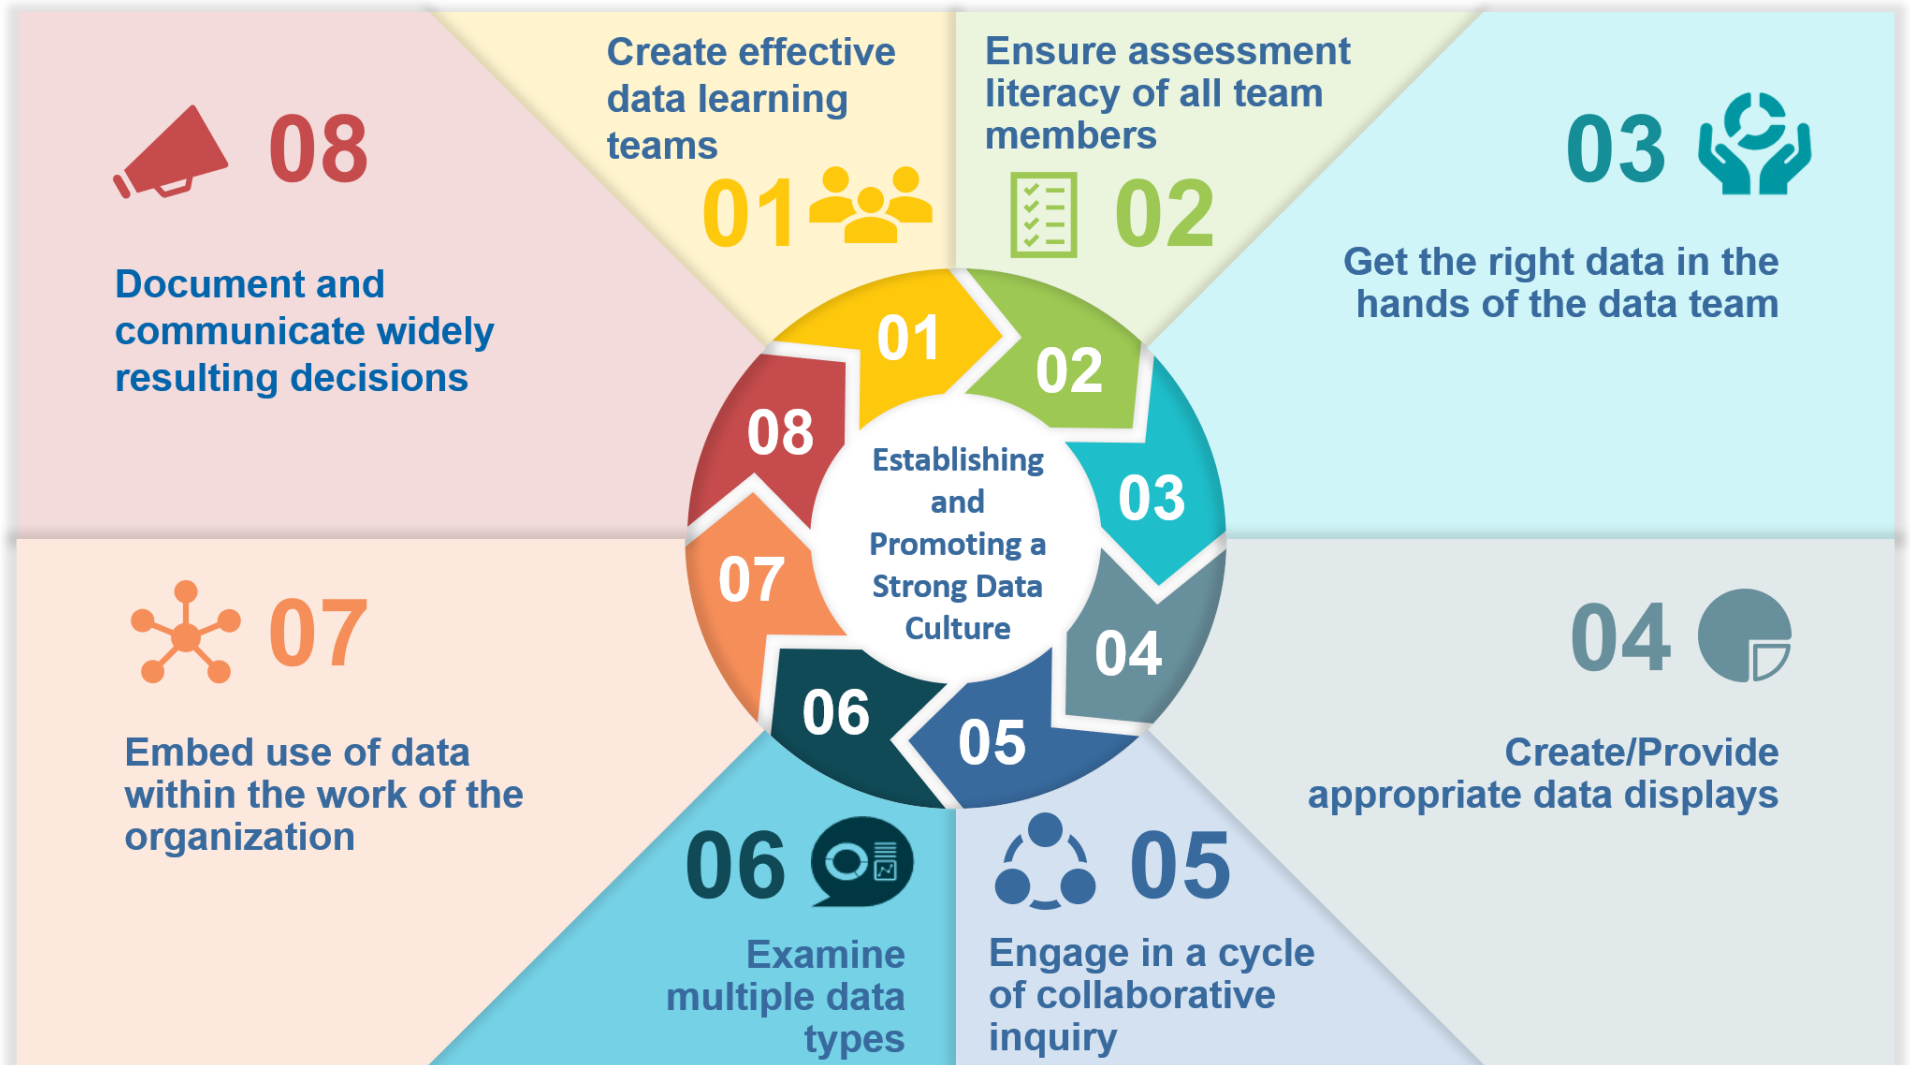 Create effective
data learning
teams
01
Ensure assessment
literacy of all team
members
02
03
Get the right data in the
hands of the data team
04
Create/Provide
appropriate data displays
05
Engage in a cycle
of collaborative
inquiry
06
Examine
multiple data
types
07
Embed use of data
within the work of the
organization
08
Document and
communicate widely
resulting decisions
01
02
03
04
05
06
07
08
Establishing
and
Promoting a
Strong Data
Culture